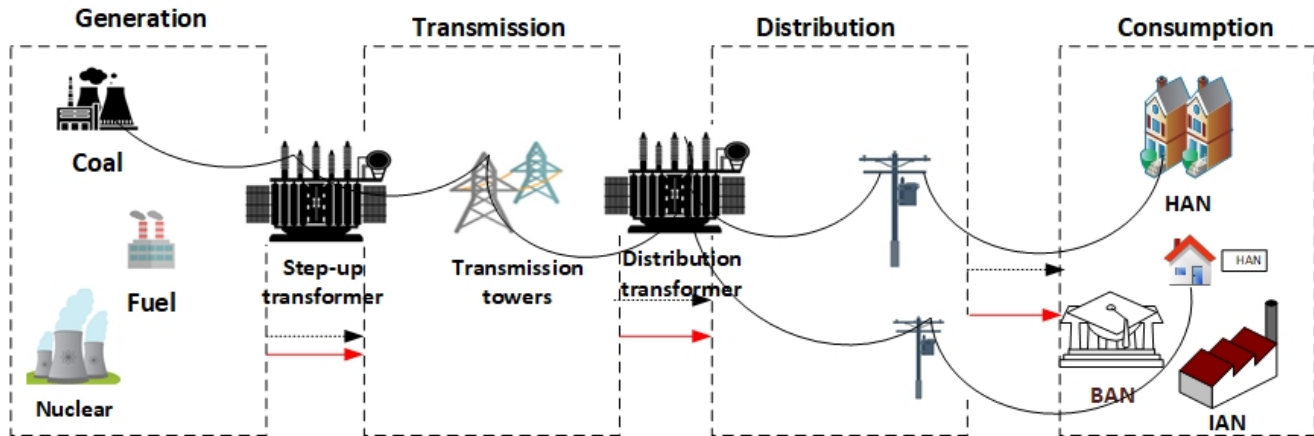 Generation
Transmission
Distribution
Consumption
Coal
Fuel
Nuclear
Step-up
transformer
Transmission
towers
Distribution
transformer
HAN
HAN
BAN
IAN